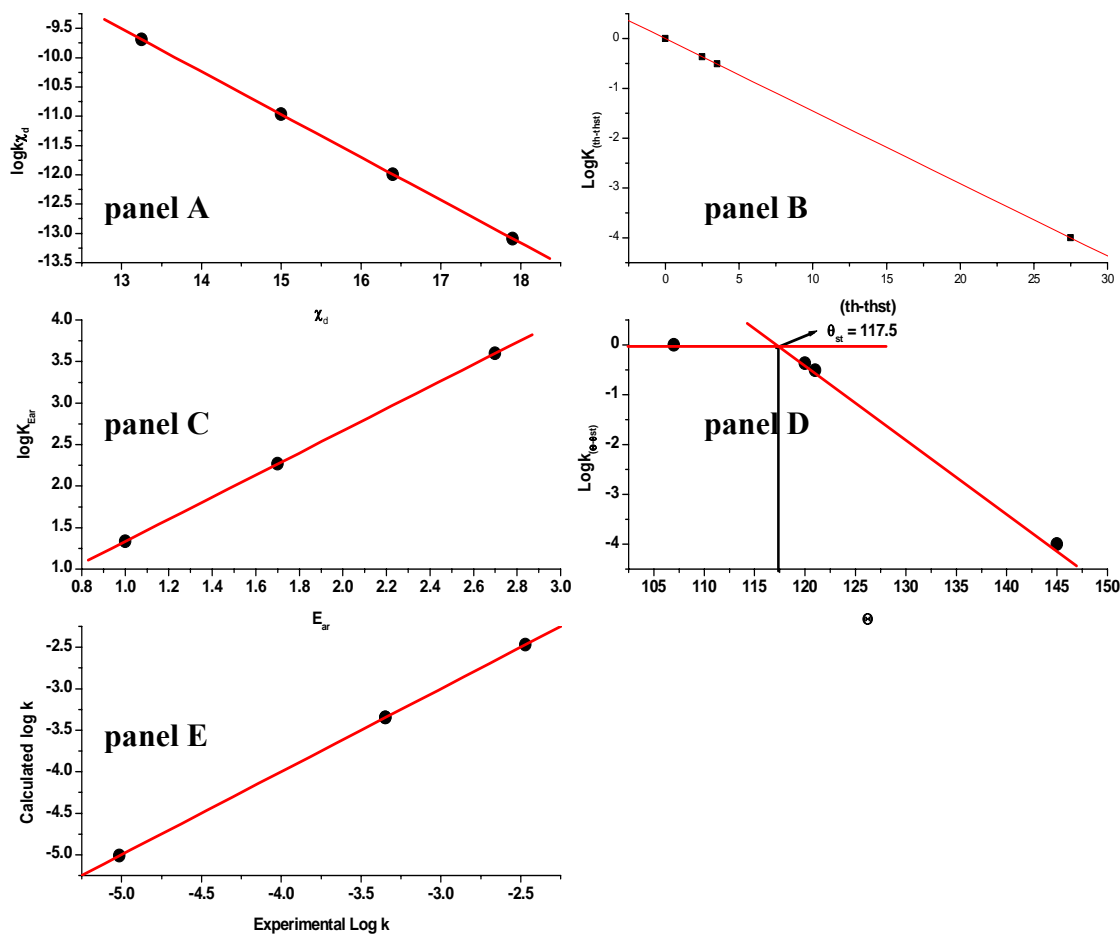 -9.5
-10.0
-10.5
-11.0
-11.5
-12.0
-12.5
-13.0
-13.5
13 14 15 16 17 18
logkχd
χd
panel A
0
-1
-2
-3
-4
0 5 10 15 20 25 30
LogK(th-thst)
(th-thst)
panel B
4.0
3.5
3.0
2.5
2.0
1.5
1.0
0.8 1.0 1.2 1.4 1.6 1.8 2.0 2.2 2.4 2.6 2.8 3.0
logKEar
Ear
panel C
θst = 117.5
0
-1
-2
-3
-4
105 110 115 120 125 130 135 140 145 150
Logk(θ-θst)
Θ
panel D
-2.5
-3.0
-3.5
-4.0
-4.5
-5.0
-5.0 -4.5 -4.0 -3.5 -3.0 -2.5
Calculated log k
Experimental Log k
panel E